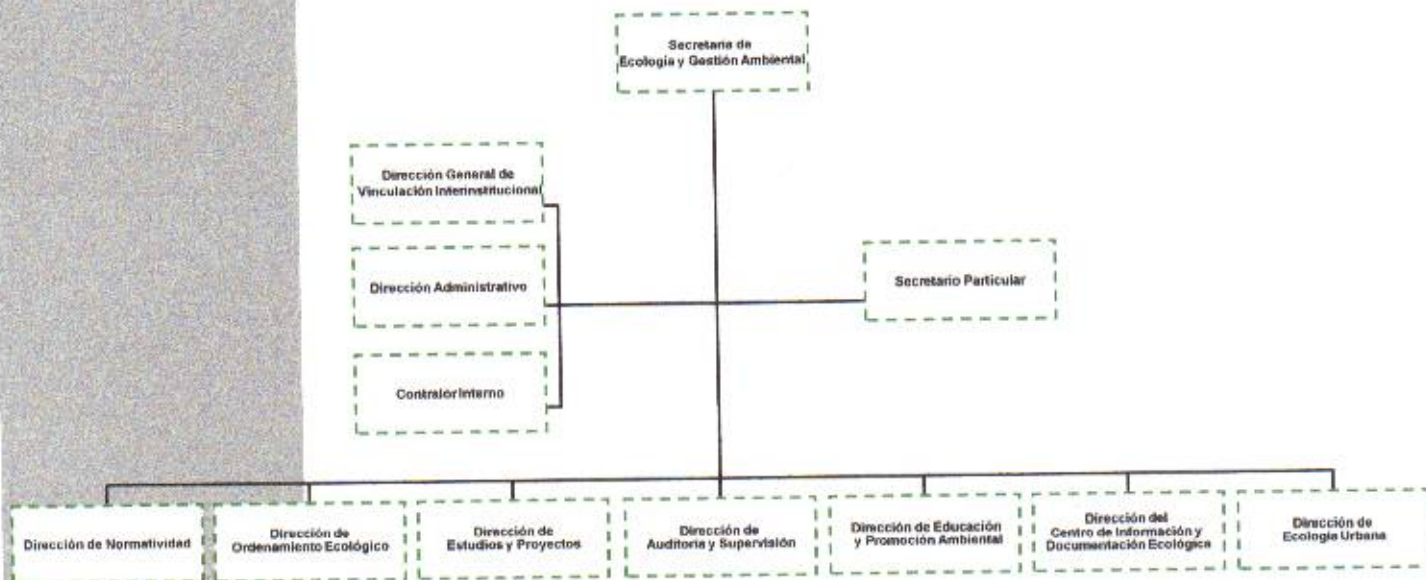 Secretaria de
Ecología y Gestión Ambiental
Dirección General de
Vinculación Interinstitucional
Dirección Administrativo
Secretario Particular
Contralor Interno
Dirección de Normatividad
Dirección de
Ordenamiento Ecológico
Dirección de
Estudios y Proyectos
Dirección de
Auditoria y Supervisión
Dirección de Educación
y Promoción Ambiental
Dirección del
Centro de Información y
Documentación Ecológica
Dirección de
Ecología Urbana